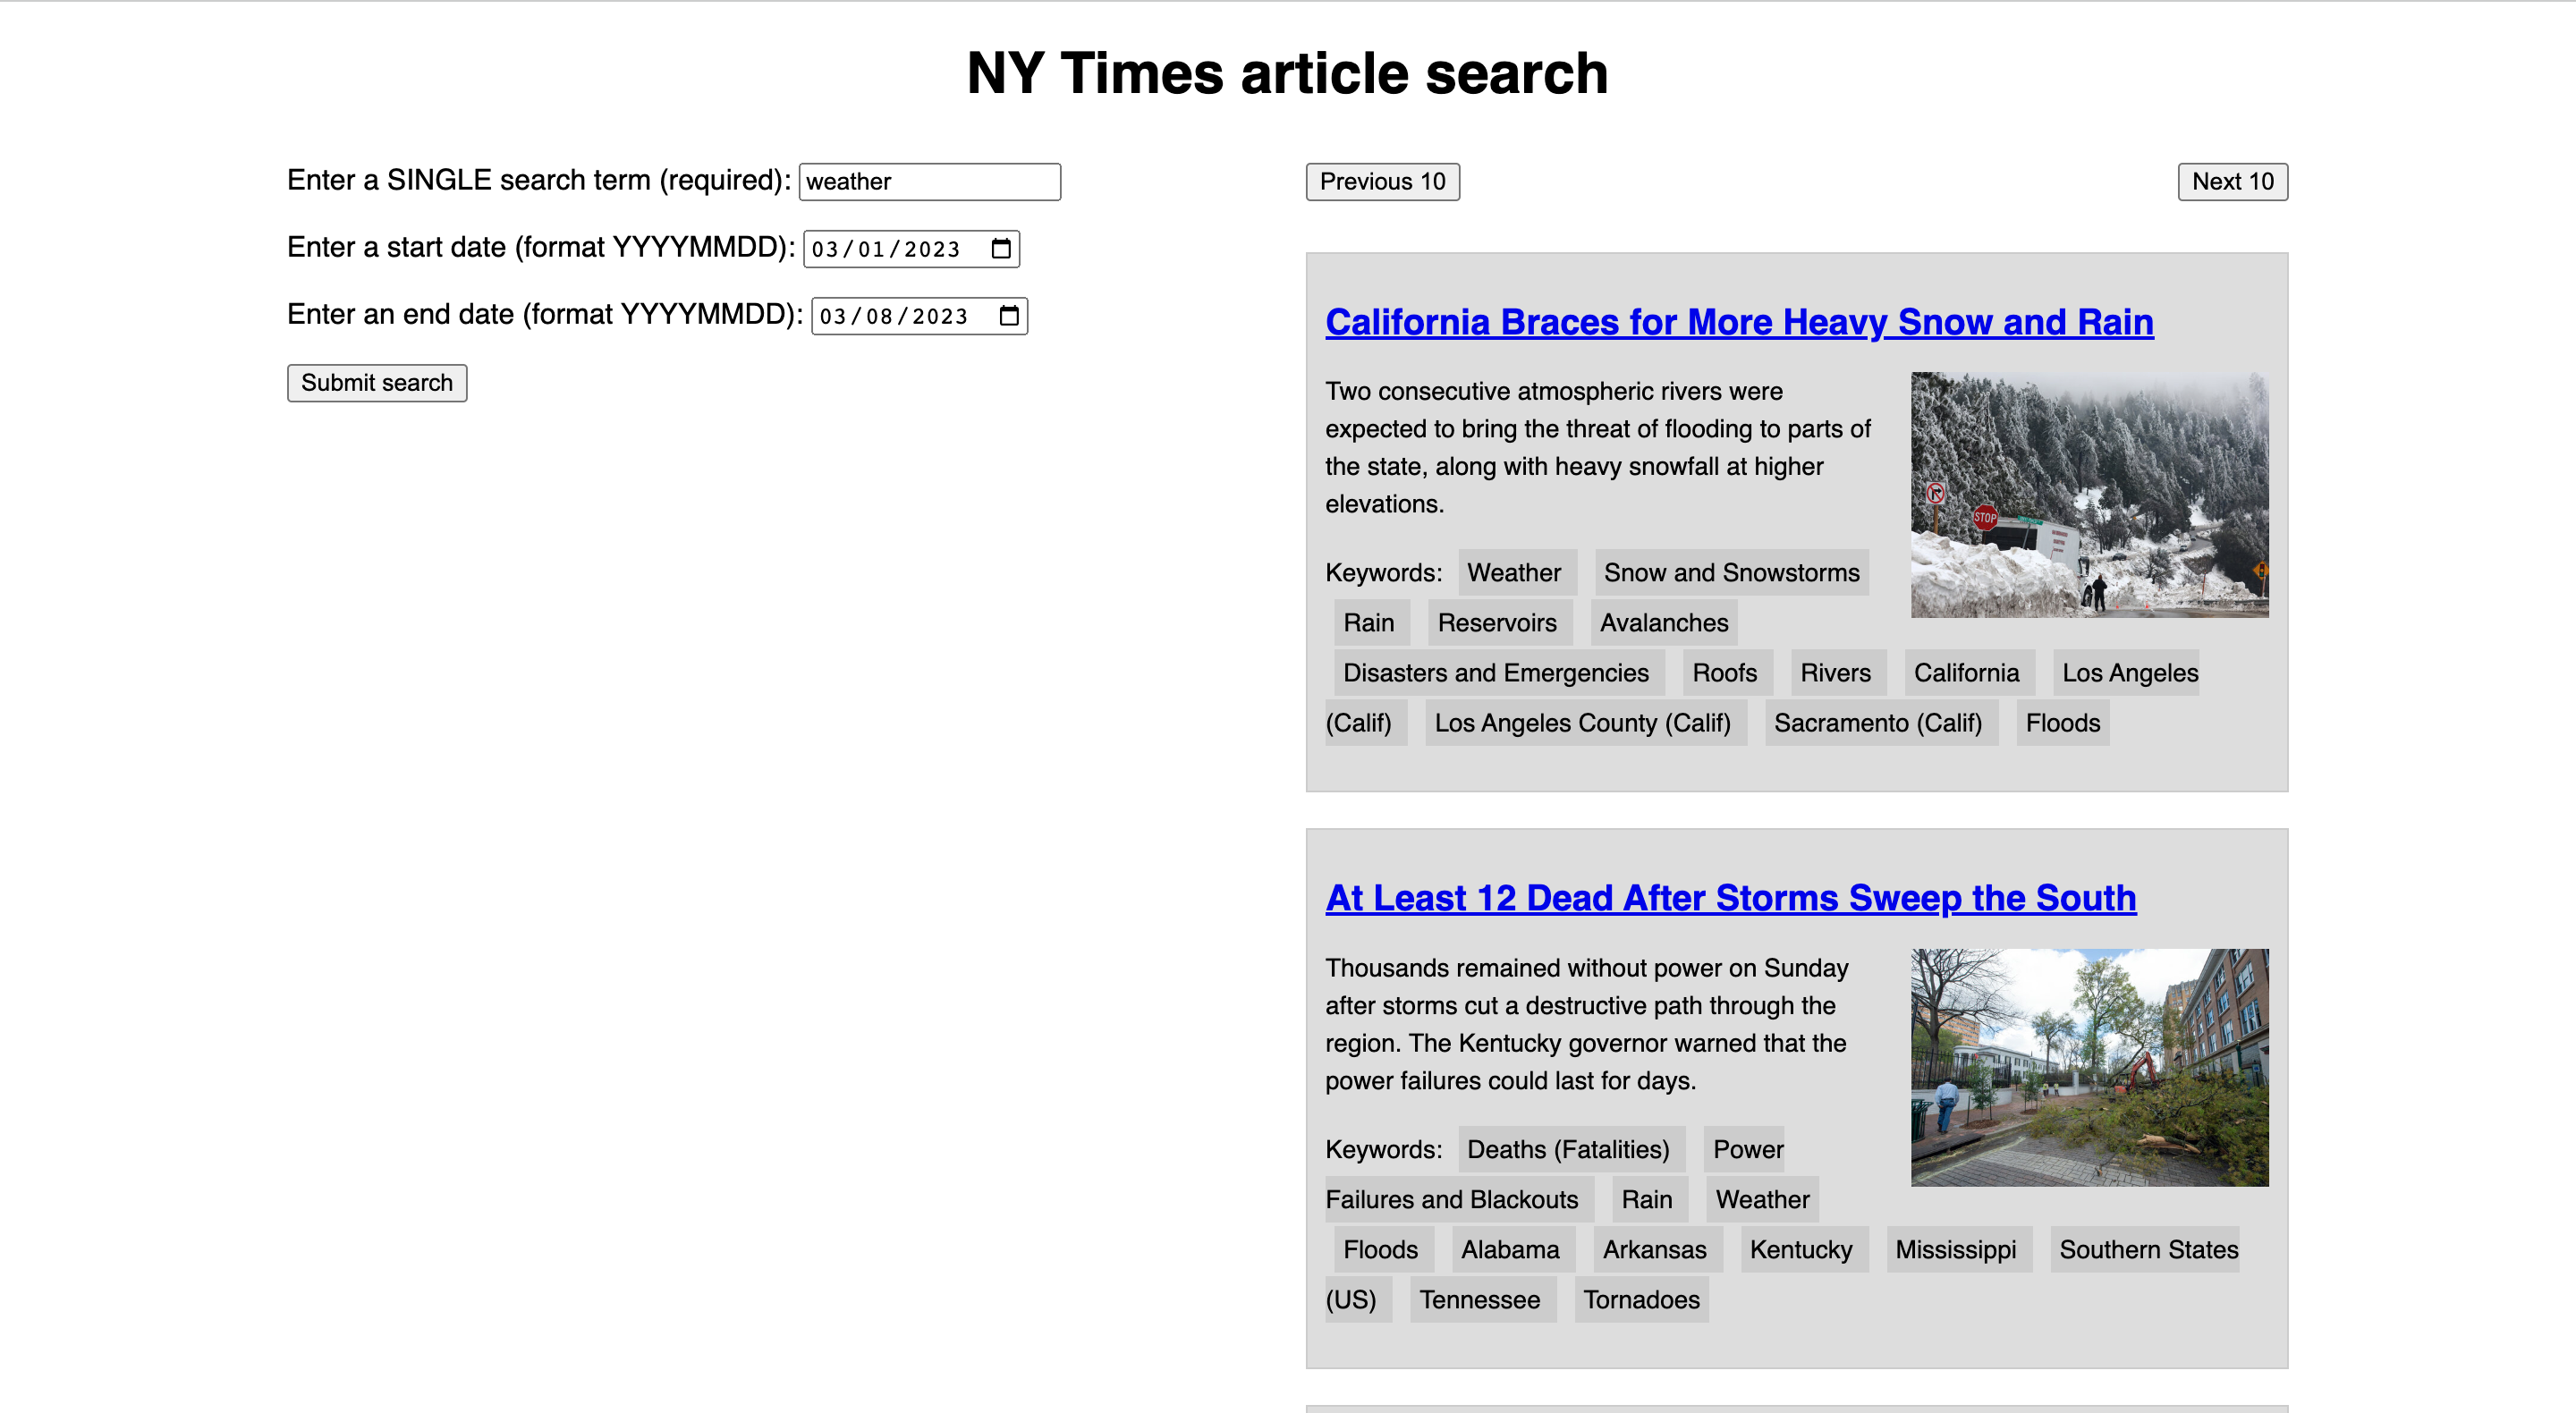 NY Times article search
Enter a SINGLE search term (required): weather
Enter a start date (format YYYYMMDD): 03/01/2023
Enter an end date (format YYYYMMDD): 03/08/2023
Submit search
Previous 10
Next 10
California Braces for More Heavy Snow and Rain
Two consecutive atmospheric rivers were
expected to bring the threat of flooding to parts of
the state, along with heavy snowfall at higher
elevations.
STOP
Keywords: Weather Snow and Snowstorms
Rain Reservoirs Avalanches
Disasters and Emergencies Roofs Rivers California Los Angeles
(Calif) Los Angeles County (Calif) Sacramento (Calif) Floods
At Least 12 Dead After Storms Sweep the South
Thousands remained without power on Sunday
after storms cut a destructive path through the
region. The Kentucky governor warned that the
power failures could last for days.
Keywords: Deaths (Fatalities) Power
Failures and Blackouts Rain Weather
Floods Alabama Arkansas Kentucky Mississippi Southern States
(US) Tennessee Tornadoes